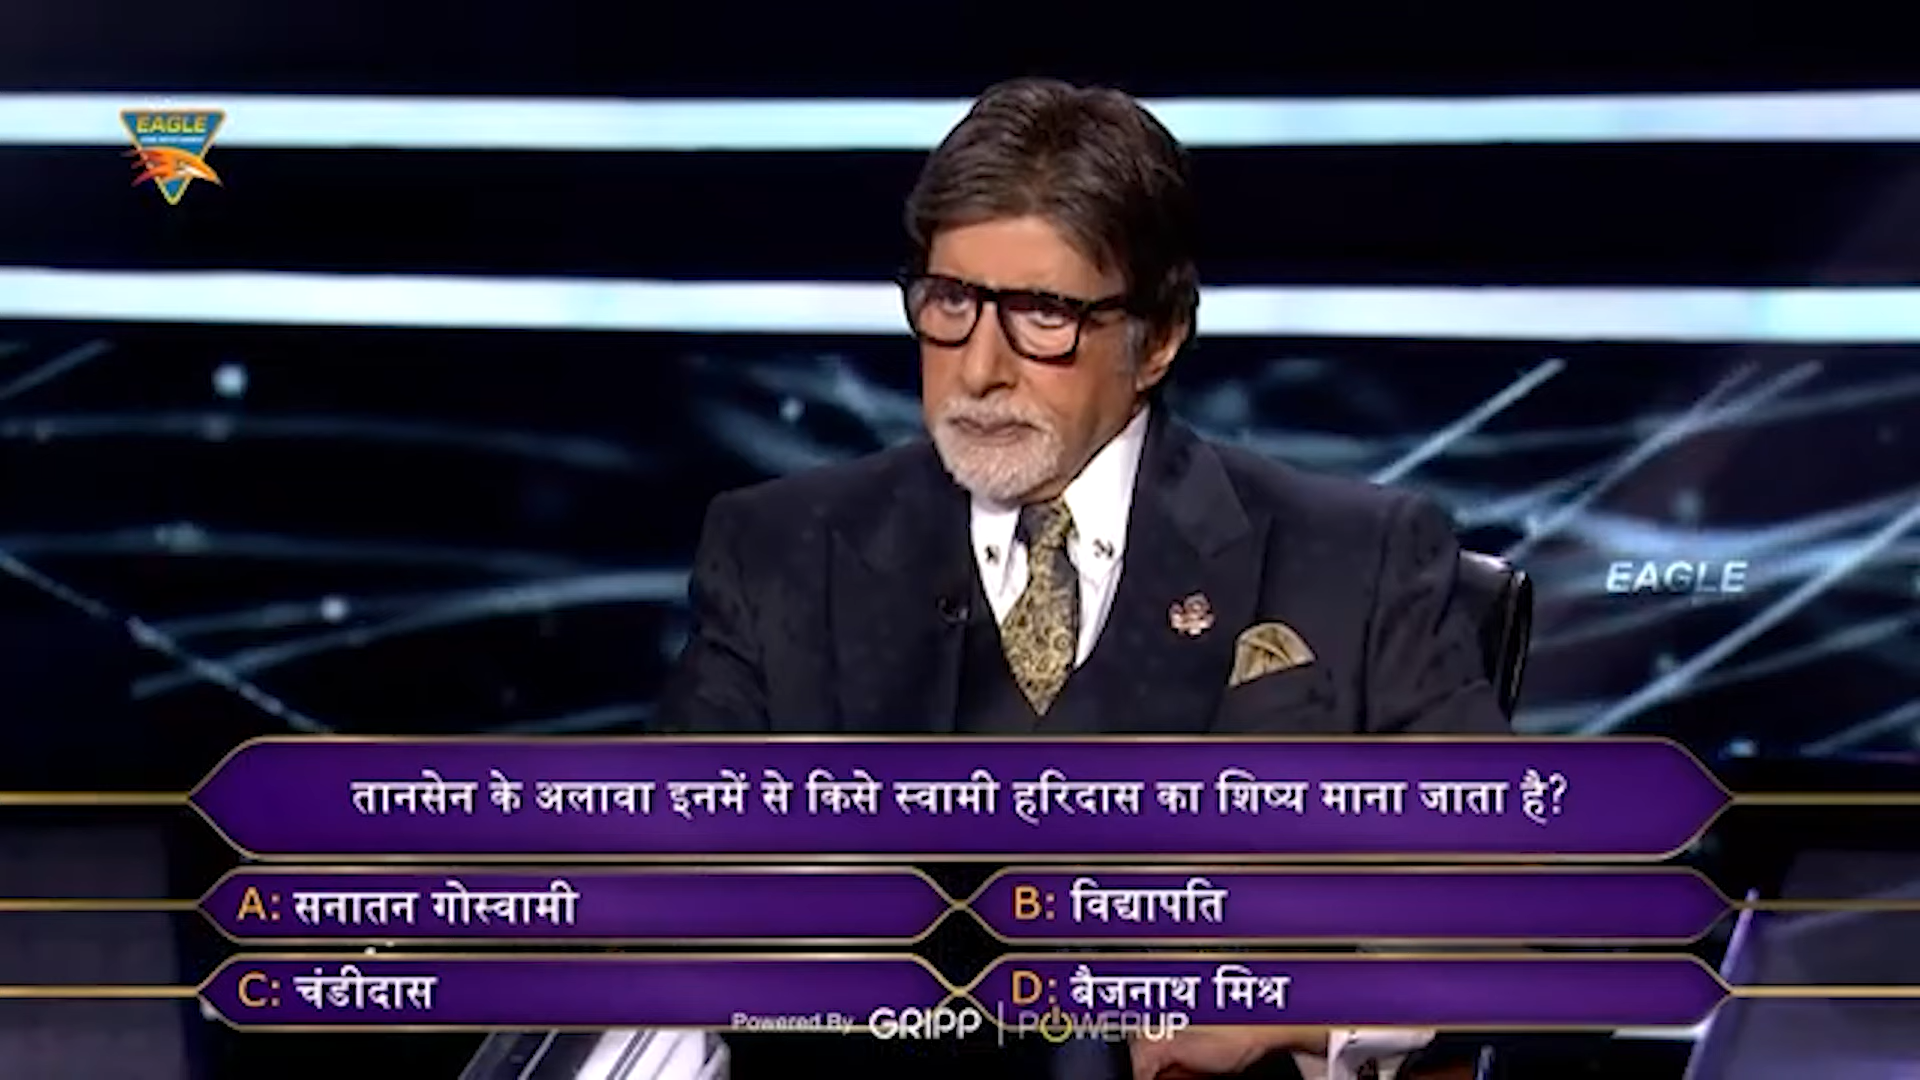 EAGLE
EAGLE
तानसेन के अलावा इनमें से किसे स्वामी हरिदास का शिष्य माना जाता है?
A: सनातन गोस्वामी
B: विद्यापति
C: चंडीदास
D: बैजनाथ मिश्र
Powered By GRIPP | POWERUP